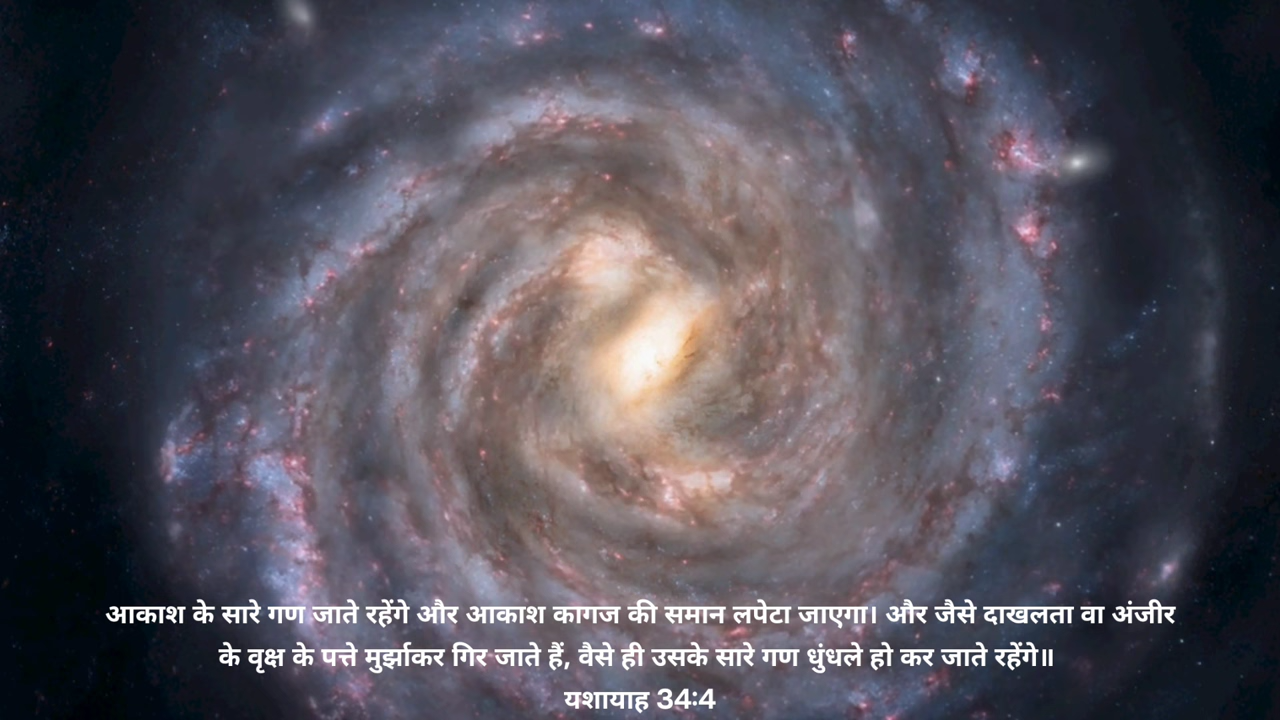 आकाश के सारे गण जाते रहेंगे और आकाश कागज की समान लपेटा जाएगा। और जैसे दाखलता वा अंजीर
के वृक्ष के पत्ते मुर्झाकर गिर जाते हैं, वैसे ही उसके सारे गण धुंधले हो कर जाते रहेंगे॥
यशायाह 34:4